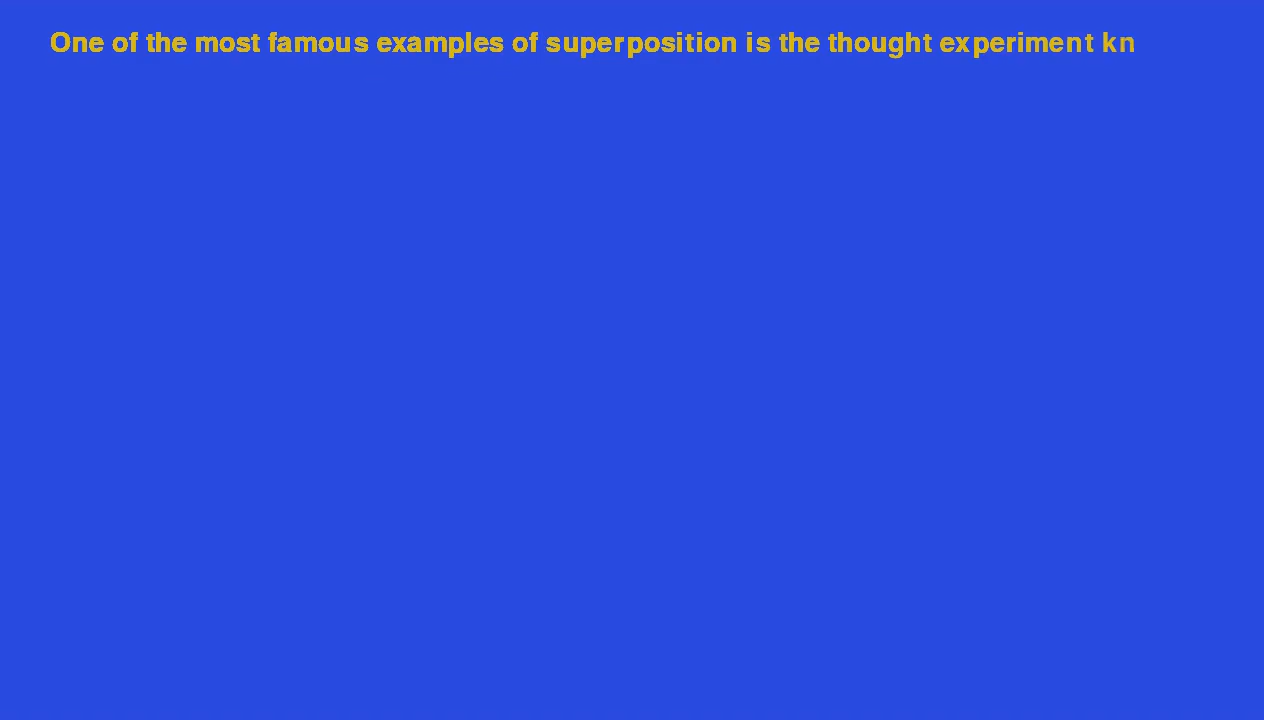 One of the most famous examples of superposition is the thought experiment kn